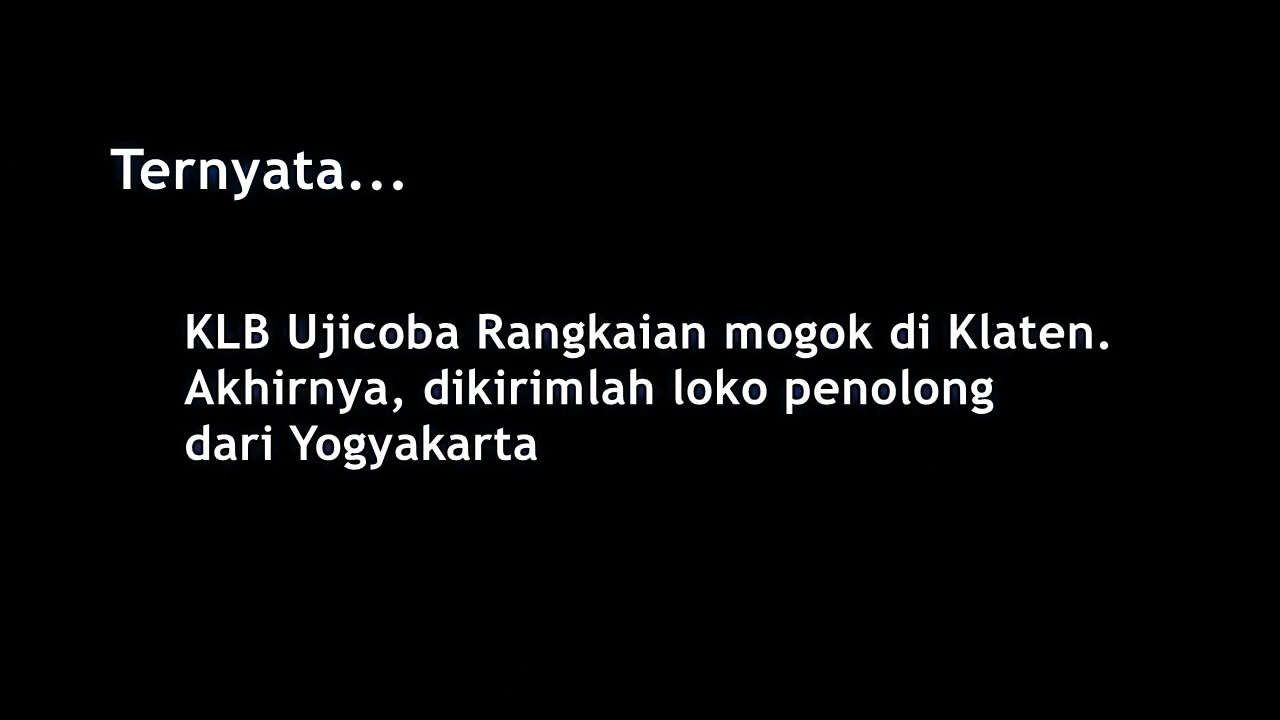 Ternyata...
KLB Ujicoba Rangkaian mogok di Klaten.
Akhirnya, dikirimlah loko penolong
dari Yogyakarta